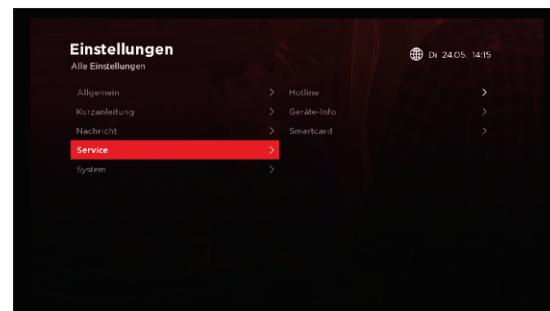 Einstellungen
Alle Einstellungen
Di 24.05. 14:15
Allgemein > Hotline >
Kurzanleitung > Geräte-Info >
Nachricht > Smartcard >
Service >
System >